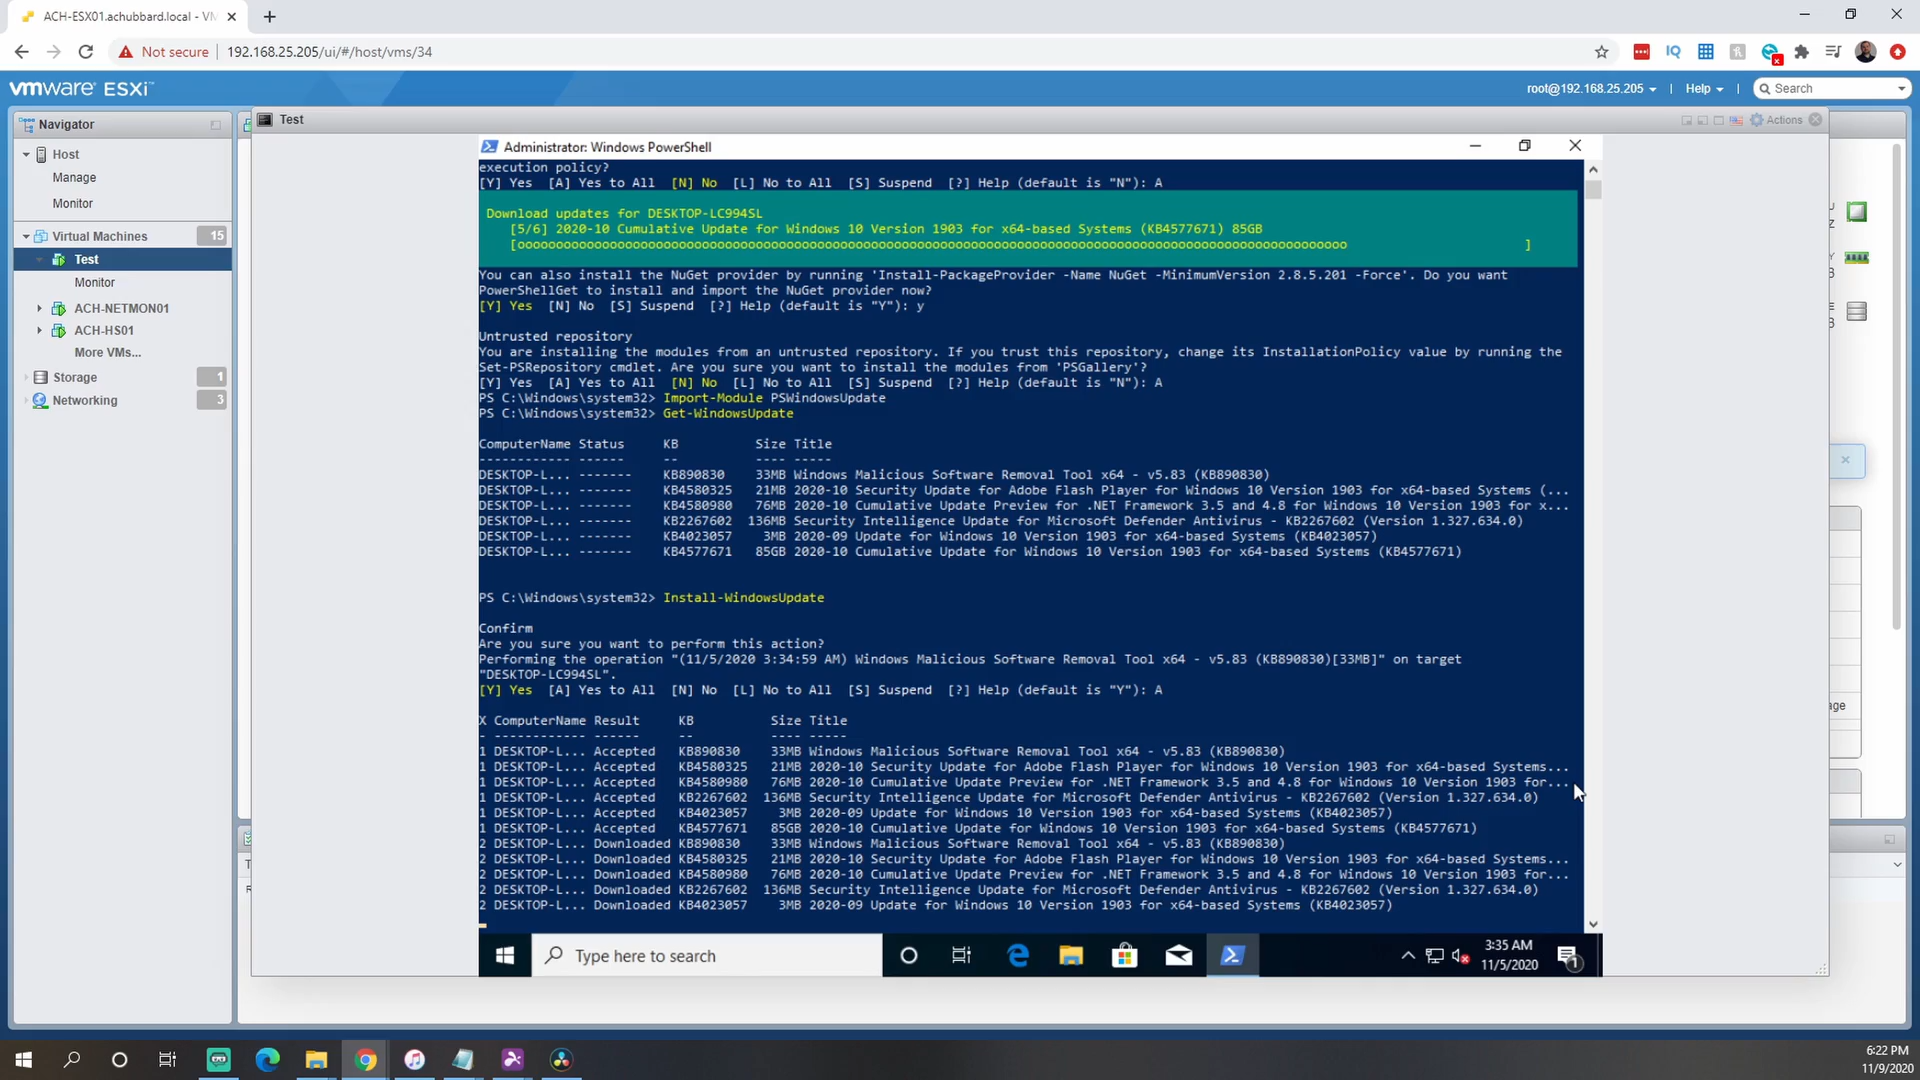 ACH-ESX01.achubbard.local - VM
Not secure
192.168.25.205/ui/#/host/vms/34
vmware ESXi
root@192.168.25.205
Help
Search
Navigator
Test
Actions
Host
Manage
Monitor
Virtual Machines
15
Test
Monitor
ACH-NETMON01
ACH-HS01
More VMs...
Storage
1
Networking
3
Administrator: Windows PowerShell
execution policy?
[Y] Yes [A] Yes to All [N] No [L] No to All [S] Suspend [?] Help (default is "N"): A
Download updates for DESKTOP-LC994SL
[5/6] 2020-10 Cumulative Update for Windows 10 Version 1903 for x64-based Systems (KB4577671) 85GB
[oooooooooooooooooooooooooooooooooooooooooooooooooooooooooooooooooooooooooooooooooooooooooooooooooooooooooooo ]
You can also install the NuGet provider by running 'Install-PackageProvider -Name NuGet -MinimumVersion 2.8.5.201 -Force'. Do you want
PowerShellGet to install and import the NuGet provider now?
[Y] Yes [N] No [S] Suspend [?] Help (default is "Y"): y
Untrusted repository
You are installing the modules from an untrusted repository. If you trust this repository, change its InstallationPolicy value by running the
Set-PSRepository cmdlet. Are you sure you want to install the modules from 'PSGallery'?
[Y] Yes [A] Yes to All [N] No [L] No to All [S] Suspend [?] Help (default is "N"): A
PS C:\Windows\system32> Import-Module PSWindowsUpdate
PS C:\Windows\system32> Get-WindowsUpdate
ComputerName Status KB Size Title
------------ ------ -- ---- -----
DESKTOP-L... ------- KB890830 33MB Windows Malicious Software Removal Tool x64 - v5.83 (KB890830)
DESKTOP-L... ------- KB4580325 21MB 2020-10 Security Update for Adobe Flash Player for Windows 10 Version 1903 for x64-based Systems (...
DESKTOP-L... ------- KB4580980 76MB 2020-10 Cumulative Update Preview for .NET Framework 3.5 and 4.8 for Windows 10 Version 1903 for x...
DESKTOP-L... ------- KB2267602 136MB Security Intelligence Update for Microsoft Defender Antivirus - KB2267602 (Version 1.327.634.0)
DESKTOP-L... ------- KB4023057 3MB 2020-09 Update for Windows 10 Version 1903 for x64-based Systems (KB4023057)
DESKTOP-L... ------- KB4577671 85GB 2020-10 Cumulative Update for Windows 10 Version 1903 for x64-based Systems (KB4577671)
PS C:\Windows\system32> Install-WindowsUpdate
Confirm
Are you sure you want to perform this action?
Performing the operation "(11/5/2020 3:34:59 AM) Windows Malicious Software Removal Tool x64 - v5.83 (KB890830)[33MB]" on target
"DESKTOP-LC994SL".
[Y] Yes [A] Yes to All [N] No [L] No to All [S] Suspend [?] Help (default is "Y"): A
X ComputerName Result KB Size Title
- ------------ ------ -- ---- -----
1 DESKTOP-L... Accepted KB890830 33MB Windows Malicious Software Removal Tool x64 - v5.83 (KB890830)
1 DESKTOP-L... Accepted KB4580325 21MB 2020-10 Security Update for Adobe Flash Player for Windows 10 Version 1903 for x64-based Systems...
1 DESKTOP-L... Accepted KB4580980 76MB 2020-10 Cumulative Update Preview for .NET Framework 3.5 and 4.8 for Windows 10 Version 1903 for...
1 DESKTOP-L... Accepted KB2267602 136MB Security Intelligence Update for Microsoft Defender Antivirus - KB2267602 (Version 1.327.634.0)
1 DESKTOP-L... Accepted KB4023057 3MB 2020-09 Update for Windows 10 Version 1903 for x64-based Systems (KB4023057)
1 DESKTOP-L... Accepted KB4577671 85GB 2020-10 Cumulative Update for Windows 10 Version 1903 for x64-based Systems (KB4577671)
2 DESKTOP-L... Downloaded KB890830 33MB Windows Malicious Software Removal Tool x64 - v5.83 (KB890830)
2 DESKTOP-L... Downloaded KB4580325 21MB 2020-10 Security Update for Adobe Flash Player for Windows 10 Version 1903 for x64-based Systems...
2 DESKTOP-L... Downloaded KB4580980 76MB 2020-10 Cumulative Update Preview for .NET Framework 3.5 and 4.8 for Windows 10 Version 1903 for...
2 DESKTOP-L... Downloaded KB2267602 136MB Security Intelligence Update for Microsoft Defender Antivirus - KB2267602 (Version 1.327.634.0)
2 DESKTOP-L... Downloaded KB4023057 3MB 2020-09 Update for Windows 10 Version 1903 for x64-based Systems (KB4023057)
age
Type here to search
3:35 AM
11/5/2020
1
6:22 PM
11/9/2020